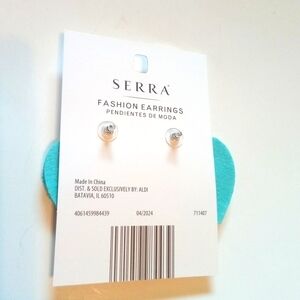 SERRA
FASHION EARRINGS
PENDIENTES DE MODA
Made In China
DIST. & SOLD EXCLUSIVELY BY: ALDI
BATAVIA, IL 60510
4061459984439 04/2024 711407